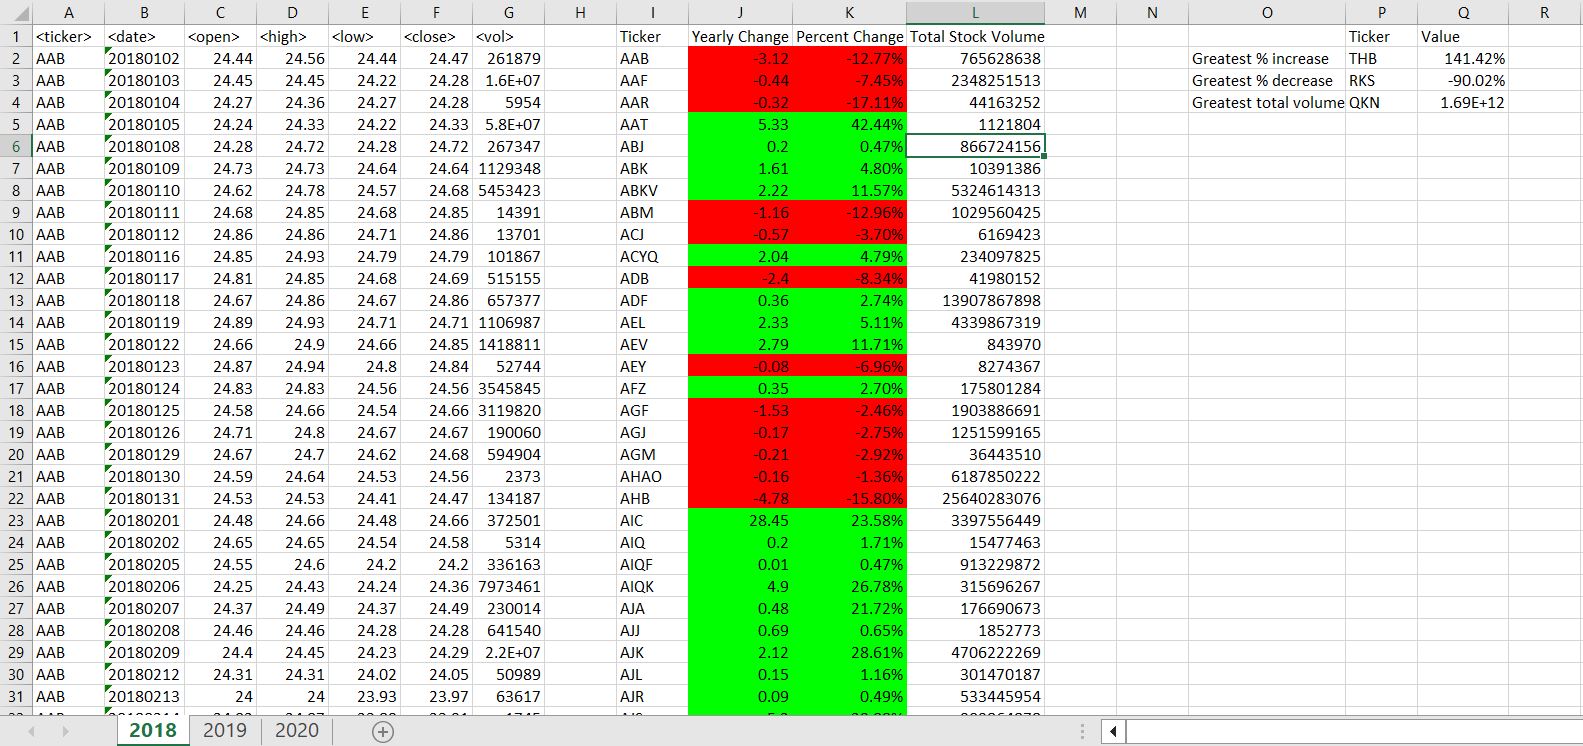 A B C D E F G H I J K L M N O P Q R
1 <ticker> <date> <open> <high> <low> <close> <vol> Ticker Yearly Change Percent Change Total Stock Volume Ticker Value
2 AAB 20180102 24.44 24.56 24.44 24.47 261879 AAB -3.12 -12.77% 765628638 Greatest % increase THB 141.42%
3 AAB 20180103 24.45 24.45 24.22 24.28 1.6E+07 AAF -0.44 -7.45% 2348251513 Greatest % decrease RKS -90.02%
4 AAB 20180104 24.27 24.36 24.27 24.28 5954 AAR -0.32 -17.11% 44163252 Greatest total volume QKN 1.69E+12
5 AAB 20180105 24.24 24.33 24.22 24.33 5.8E+07 AAT 5.33 42.44% 1121804
6 AAB 20180108 24.28 24.72 24.28 24.72 267347 ABJ 0.2 0.47% 866724156
7 AAB 20180109 24.73 24.73 24.64 24.64 1129348 ABK 1.61 4.80% 10391386
8 AAB 20180110 24.62 24.78 24.57 24.68 5453423 ABKV 2.22 11.57% 5324614313
9 AAB 20180111 24.68 24.85 24.68 24.85 14391 ABM -1.16 -12.96% 1029560425
10 AAB 20180112 24.86 24.86 24.71 24.86 13701 ACJ -0.57 -3.70% 6169423
11 AAB 20180116 24.85 24.93 24.79 24.79 101867 ACYQ 2.04 4.79% 234097825
12 AAB 20180117 24.81 24.85 24.68 24.69 515155 ADB -2.4 -8.34% 41980152
13 AAB 20180118 24.67 24.86 24.67 24.86 657377 ADF 0.36 2.74% 13907867898
14 AAB 20180119 24.89 24.93 24.71 24.71 1106987 AEL 2.33 5.11% 4339867319
15 AAB 20180122 24.66 24.9 24.66 24.85 1418811 AEV 2.79 11.71% 843970
16 AAB 20180123 24.87 24.94 24.8 24.84 52744 AEY -0.08 -6.96% 8274367
17 AAB 20180124 24.83 24.83 24.56 24.56 3545845 AFZ 0.35 2.70% 175801284
18 AAB 20180125 24.58 24.66 24.54 24.66 3119820 AGF -1.53 -2.46% 1903886691
19 AAB 20180126 24.71 24.8 24.67 24.67 190060 AGJ -0.17 -2.75% 1251599165
20 AAB 20180129 24.67 24.7 24.62 24.68 594904 AGM -0.21 -2.92% 36443510
21 AAB 20180130 24.59 24.64 24.53 24.56 2373 AHAO -0.16 -1.36% 6187850222
22 AAB 20180131 24.53 24.53 24.41 24.47 134187 AHB -4.78 -15.80% 25640283076
23 AAB 20180201 24.48 24.66 24.48 24.66 372501 AIC 28.45 23.58% 3397556449
24 AAB 20180202 24.65 24.65 24.54 24.58 5314 AIQ 0.2 1.71% 15477463
25 AAB 20180205 24.55 24.6 24.2 24.2 336163 AIQF 0.01 0.47% 913229872
26 AAB 20180206 24.25 24.43 24.24 24.36 7973461 AIQK 4.9 26.78% 315696267
27 AAB 20180207 24.37 24.49 24.37 24.49 230014 AJA 0.48 21.72% 176690673
28 AAB 20180208 24.46 24.46 24.28 24.28 641540 AJJ 0.69 0.65% 1852773
29 AAB 20180209 24.4 24.45 24.23 24.29 2.2E+07 AJK 2.12 28.61% 4706222269
30 AAB 20180212 24.31 24.31 24.02 24.05 50989 AJL 0.15 1.16% 301470187
31 AAB 20180213 24 24 23.93 23.97 63617 AJR 0.09 0.49% 533445954
2018 2019 2020